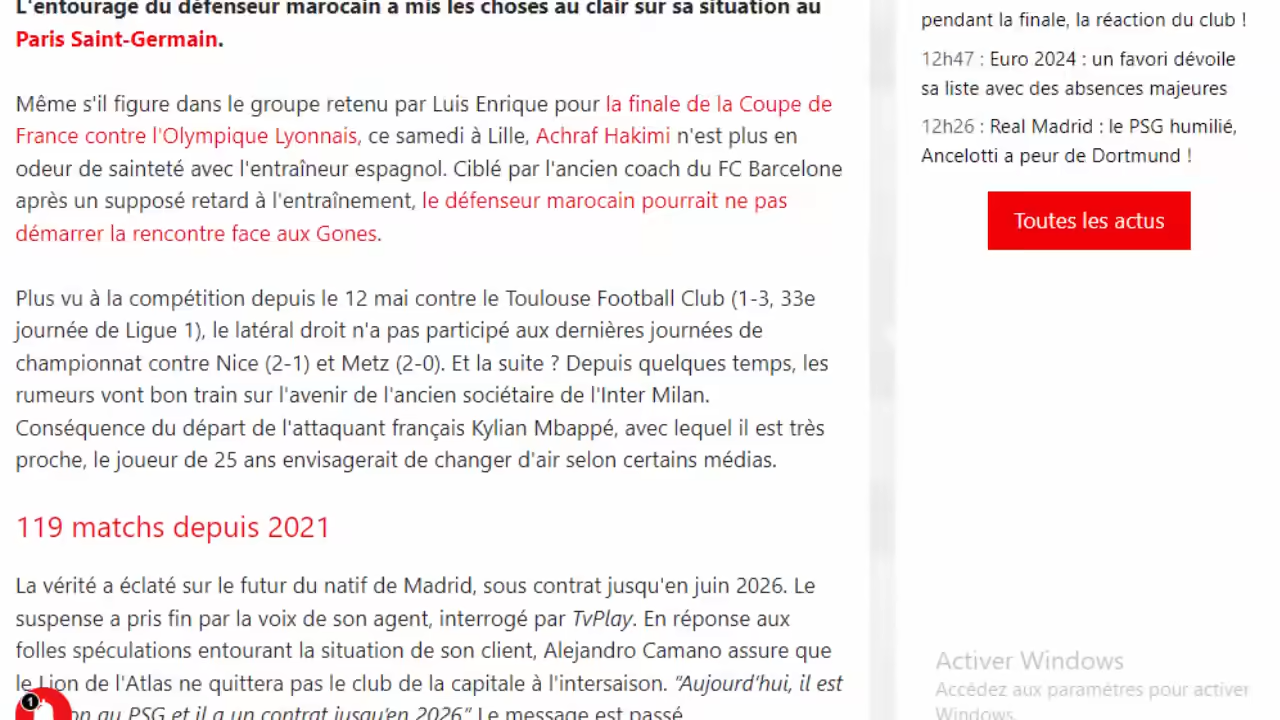 L'entourage du défenseur marocain a mis les choses au clair sur sa situation au
Paris Saint-Germain.
Même s'il figure dans le groupe retenu par Luis Enrique pour la finale de la Coupe de
France contre l'Olympique Lyonnais, ce samedi à Lille, Achraf Hakimi n'est plus en
odeur de sainteté avec l'entraîneur espagnol. Ciblé par l'ancien coach du FC Barcelone
après un supposé retard à l'entraînement, le défenseur marocain pourrait ne pas
démarrer la rencontre face aux Gones.
Plus vu à la compétition depuis le 12 mai contre le Toulouse Football Club (1-3, 33e
journée de Ligue 1), le latéral droit n'a pas participé aux dernières journées de
championnat contre Nice (2-1) et Metz (2-0). Et la suite ? Depuis quelques temps, les
rumeurs vont bon train sur l'avenir de l'ancien sociétaire de l'Inter Milan.
Conséquence du départ de l'attaquant français Kylian Mbappé, avec lequel il est très
proche, le joueur de 25 ans envisagerait de changer d'air selon certains médias.
119 matchs depuis 2021
La vérité a éclaté sur le futur du natif de Madrid, sous contrat jusqu'en juin 2026. Le
suspense a pris fin par la voix de son agent, interrogé par TvPlay. En réponse aux
folles spéculations entourant la situation de son client, Alejandro Camano assure que
le Lion de l'Atlas ne quittera pas le club de la capitale à l'intersaison. “Aujourd'hui, il est
au PSG et il a un contrat jusqu'en 2026” Le message est passé
1
pendant la finale, la réaction du club !
12h47 : Euro 2024 : un favori dévoile
sa liste avec des absences majeures
12h26 : Real Madrid : le PSG humilié,
Ancelotti a peur de Dortmund !
Toutes les actus
Activer Windows
Accédez aux paramètres pour activer
Windows.